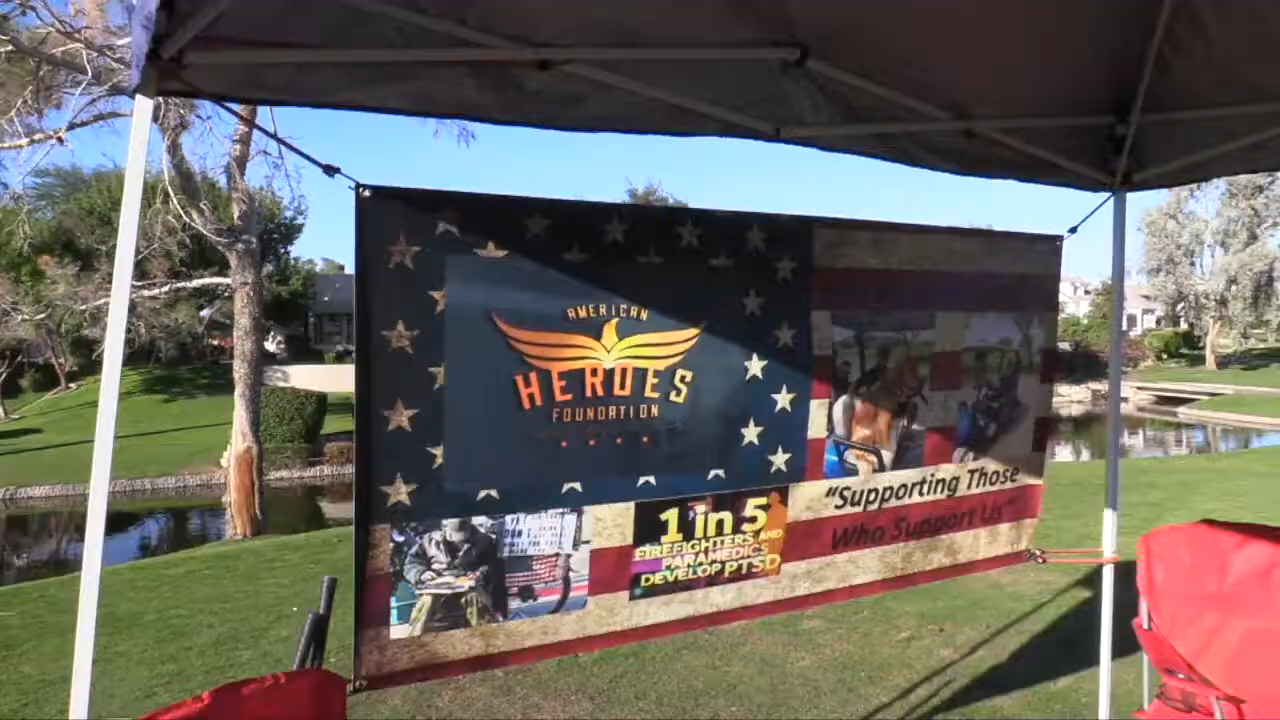 AMERICAN
HEROES
FOUNDATION
1 in 5
FIREFIGHTERS AND
PARAMEDICS
DEVELOP PTSD
"Supporting Those
Who Support Us"